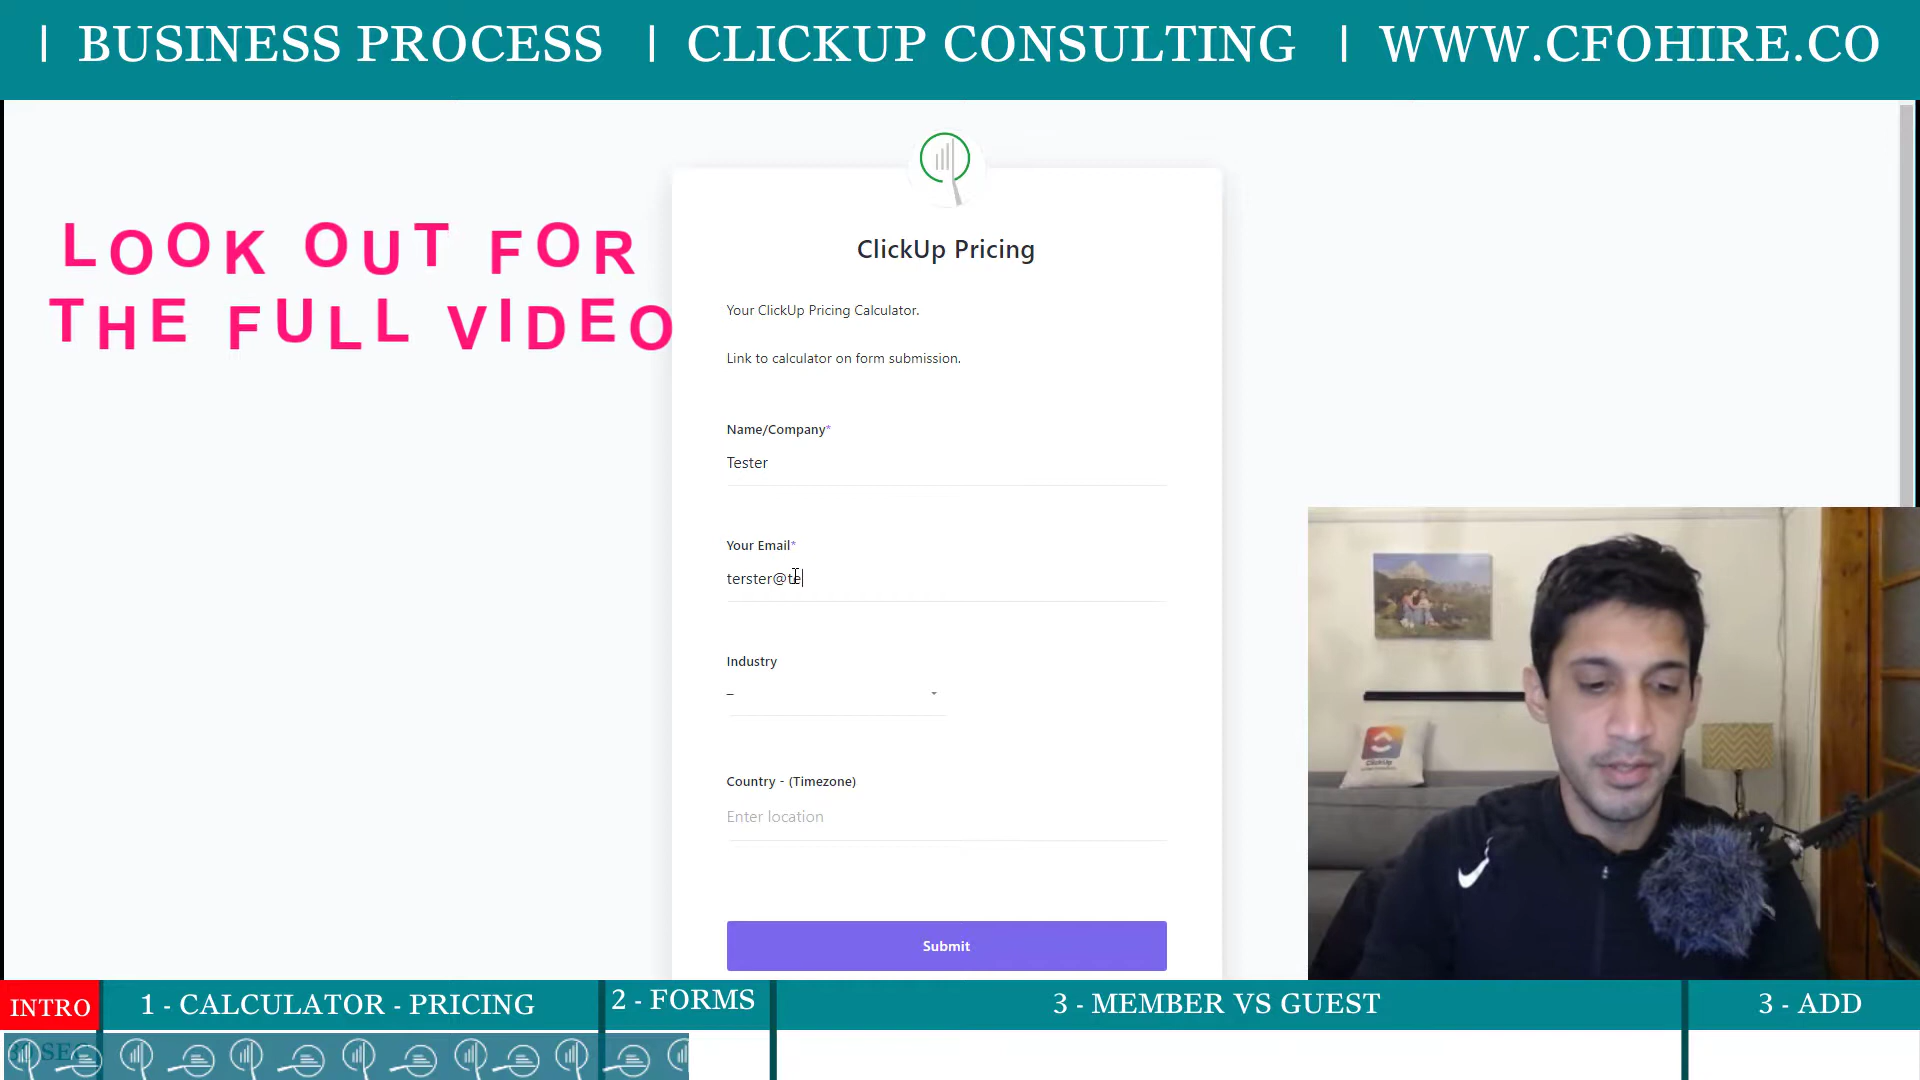 | BUSINESS PROCESS | CLICKUP CONSULTING | WWW.CFOHIRE.CO
LOOK OUT FOR
THE FULL VIDEO
ClickUp Pricing
Your ClickUp Pricing Calculator.
Link to calculator on form submission.
Name/Company*
Tester
Your Email*
terster@te
Industry
–
Country - (Timezone)
Enter location
Submit
ClickUp
INTRO
1 - CALCULATOR - PRICING
2 - FORMS
3 - MEMBER VS GUEST
3 - ADD